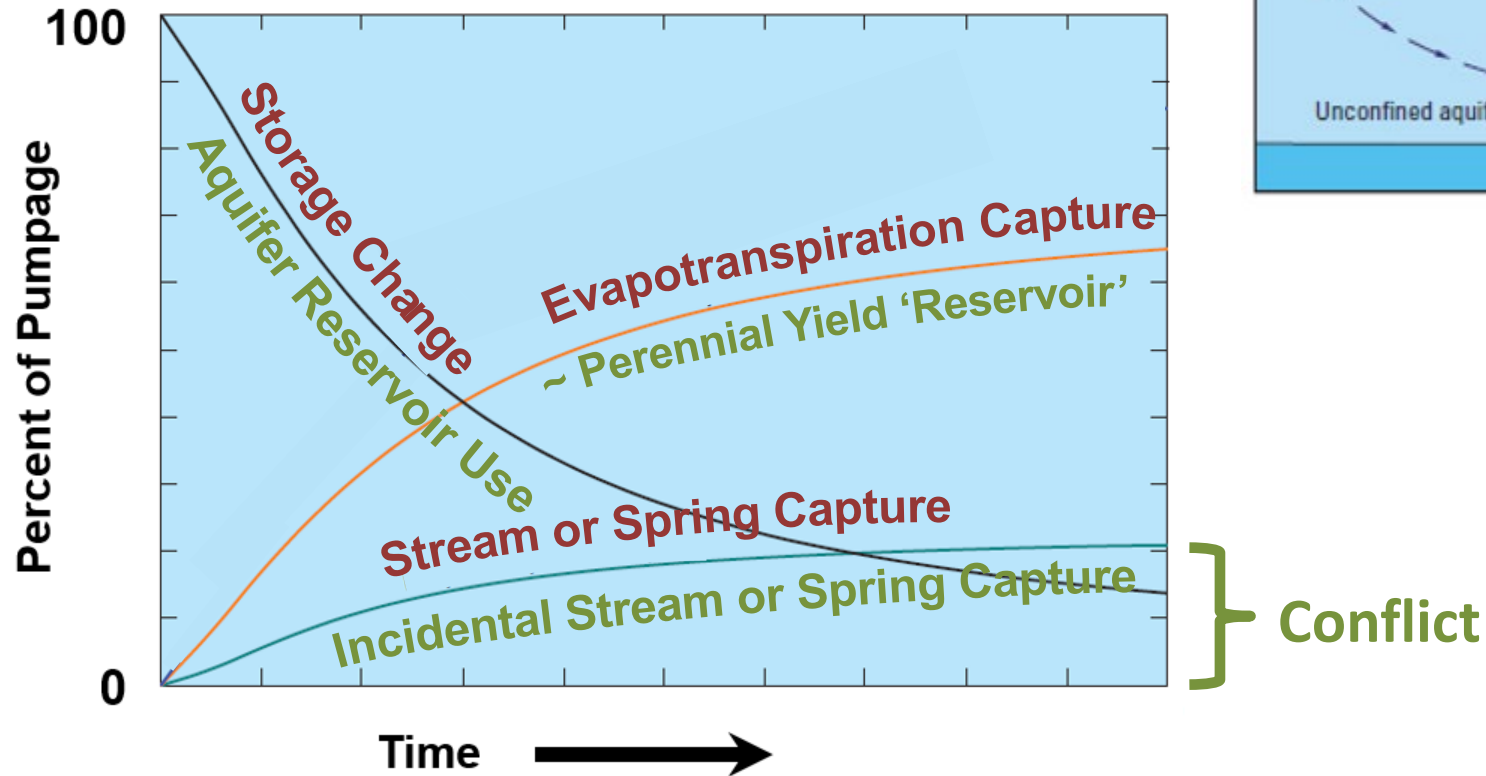 100
Percent of Pumpage
0
Storage Change
Aquifer Reservoir Use
Evapotranspiration Capture
~ Perennial Yield ‘Reservoir’
Stream or Spring Capture
Incidental Stream or Spring Capture
Time
Conflict
Unconfined